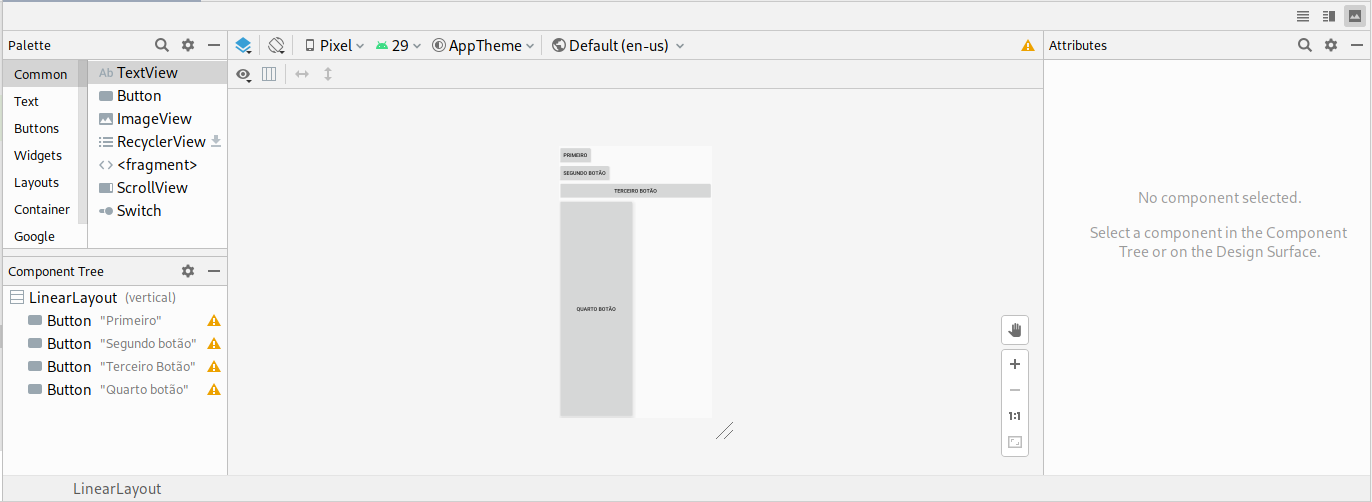 Palette
Pixel
29
AppTheme
Default (en-us)
Attributes
Common
Text
Buttons
Widgets
Layouts
Container
Google
Ab TextView
Button
ImageView
RecyclerView
<> <fragment>
ScrollView
Switch
Component Tree
LinearLayout (vertical)
Button "Primeiro"
Button "Segundo botão"
Button "Terceiro Botão"
Button "Quarto botão"
PRIMEIRO
SEGUNDO BOTÃO
TERCEIRO BOTÃO
QUARTO BOTÃO
1:1
No component selected.
Select a component in the Component
Tree or on the Design Surface.
LinearLayout